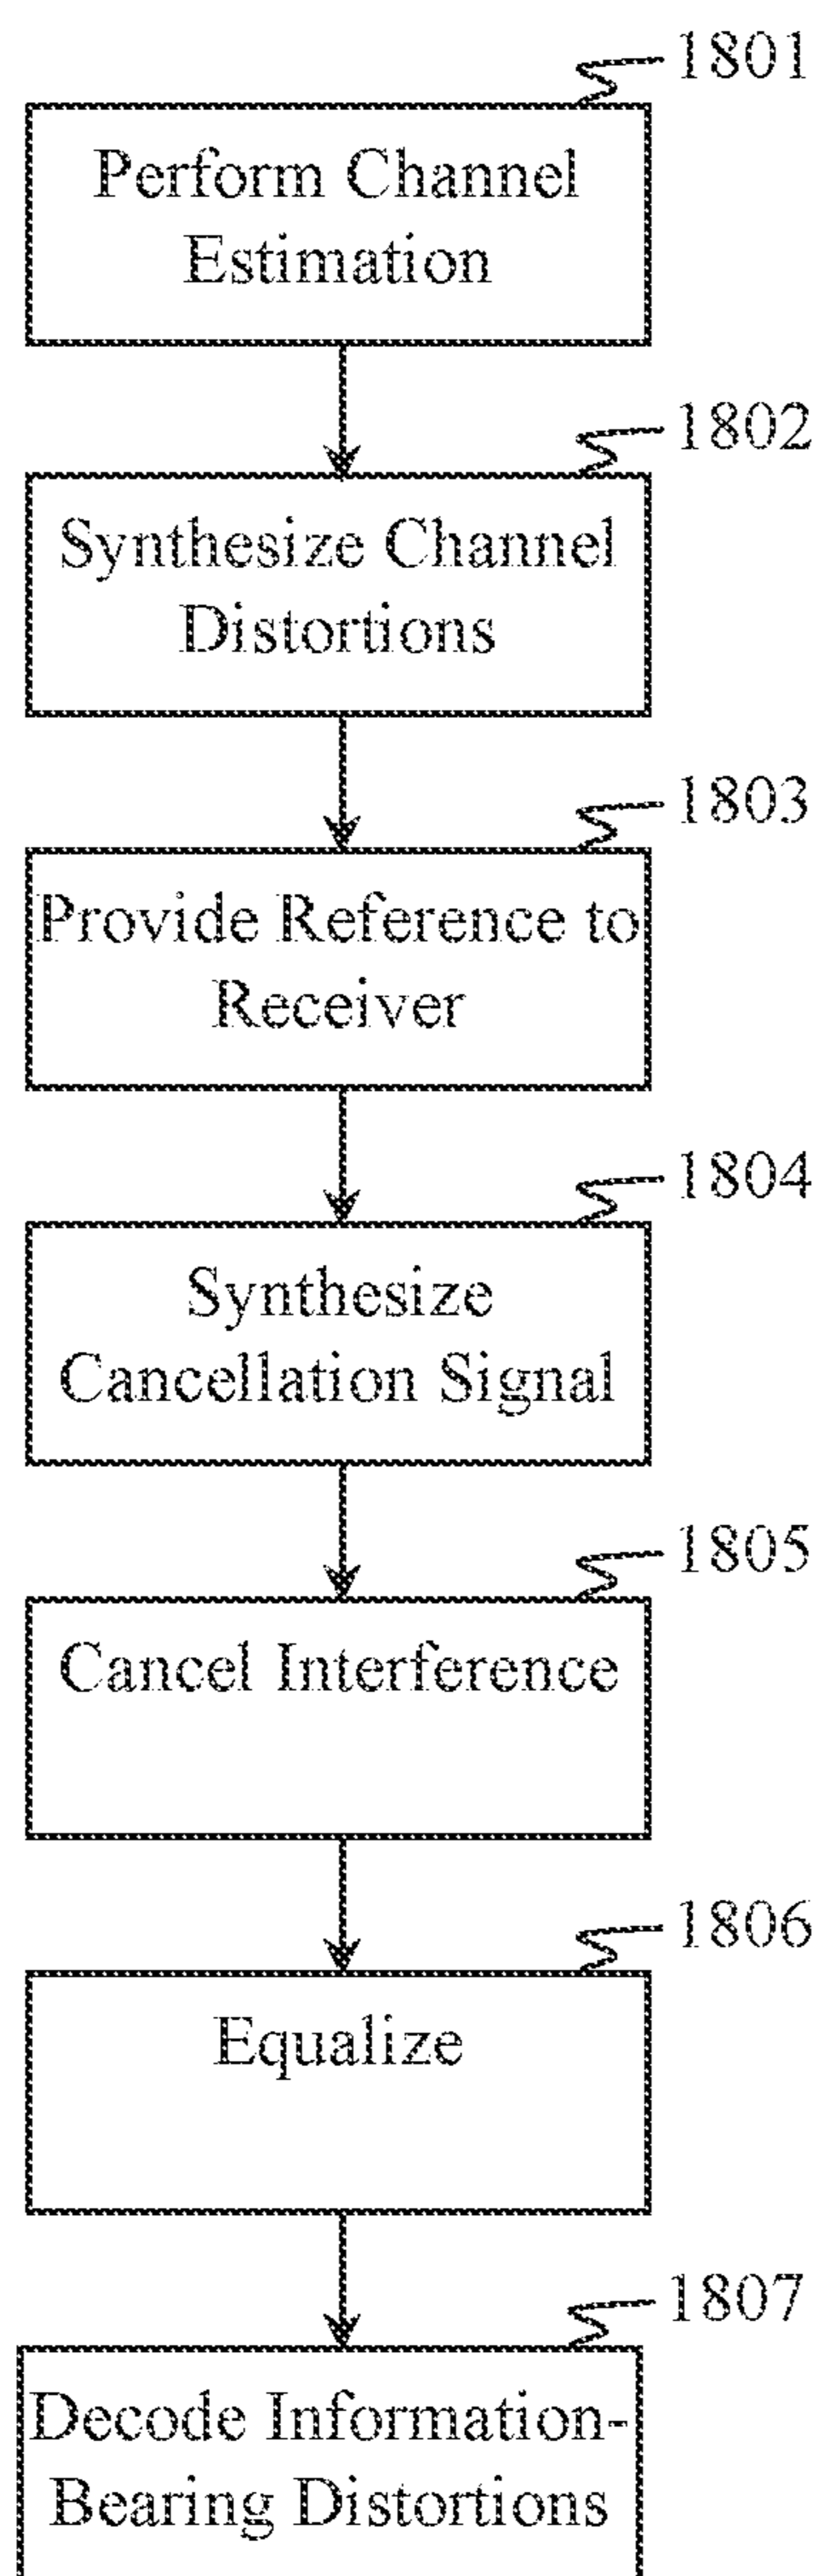 1801
Perform Channel
Estimation
1802
Synthesize Channel
Distortions
1803
Provide Reference to
Receiver
1804
Synthesize
Cancellation Signal
1805
Cancel Interference
1806
Equalize
1807
Decode Information-
Bearing Distortions